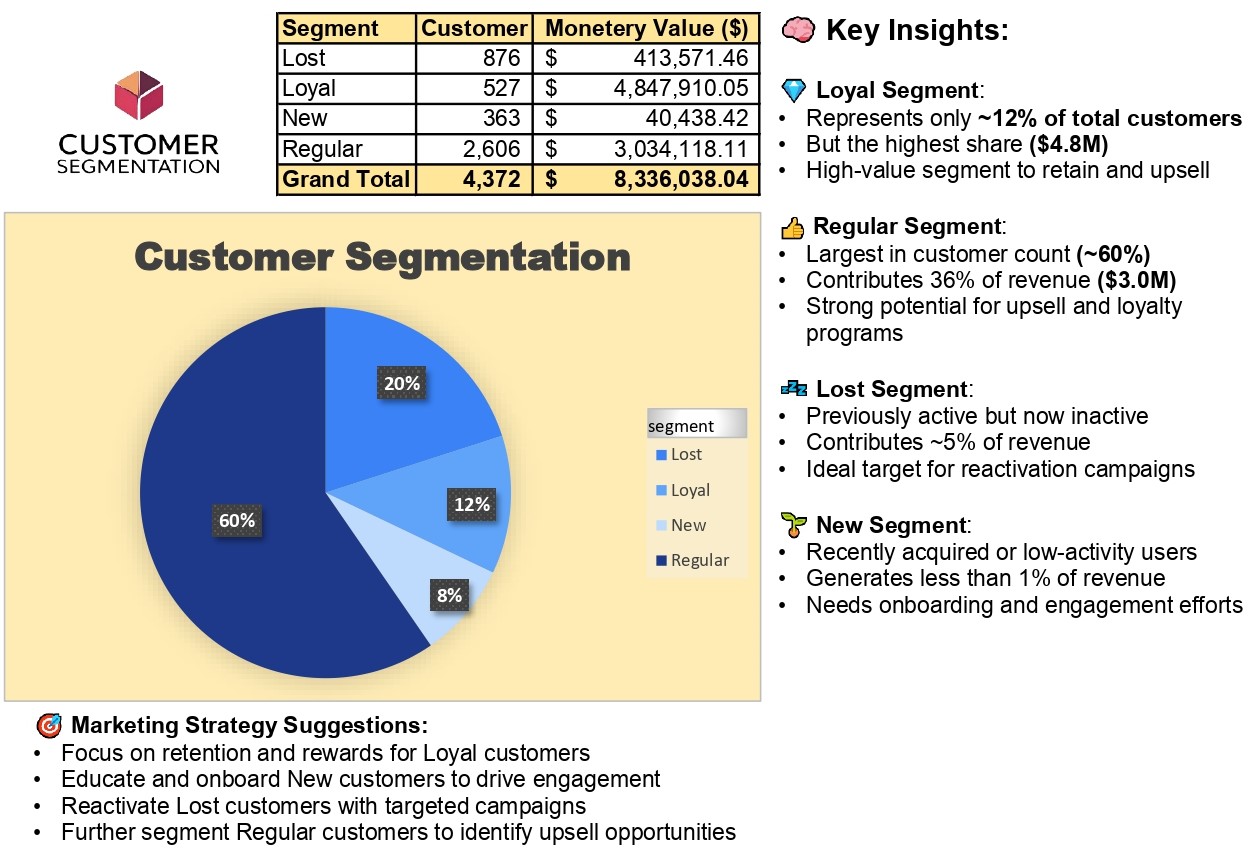 CUSTOMER
SEGMENTATION
Segment Customer Monetery Value ($)
Lost 876 $ 413,571.46
Loyal 527 $ 4,847,910.05
New 363 $ 40,438.42
Regular 2,606 $ 3,034,118.11
Grand Total 4,372 $ 8,336,038.04
Customer Segmentation
20%
12%
8%
60%
segment
Lost
Loyal
New
Regular
🧠 Key Insights:
💎 Loyal Segment:
• Represents only ~12% of total customers
• But the highest share ($4.8M)
• High-value segment to retain and upsell
👍 Regular Segment:
• Largest in customer count (~60%)
• Contributes 36% of revenue ($3.0M)
• Strong potential for upsell and loyalty
programs
💤 Lost Segment:
• Previously active but now inactive
• Contributes ~5% of revenue
• Ideal target for reactivation campaigns
🌱 New Segment:
• Recently acquired or low-activity users
• Generates less than 1% of revenue
• Needs onboarding and engagement efforts
🎯 Marketing Strategy Suggestions:
• Focus on retention and rewards for Loyal customers
• Educate and onboard New customers to drive engagement
• Reactivate Lost customers with targeted campaigns
• Further segment Regular customers to identify upsell opportunities